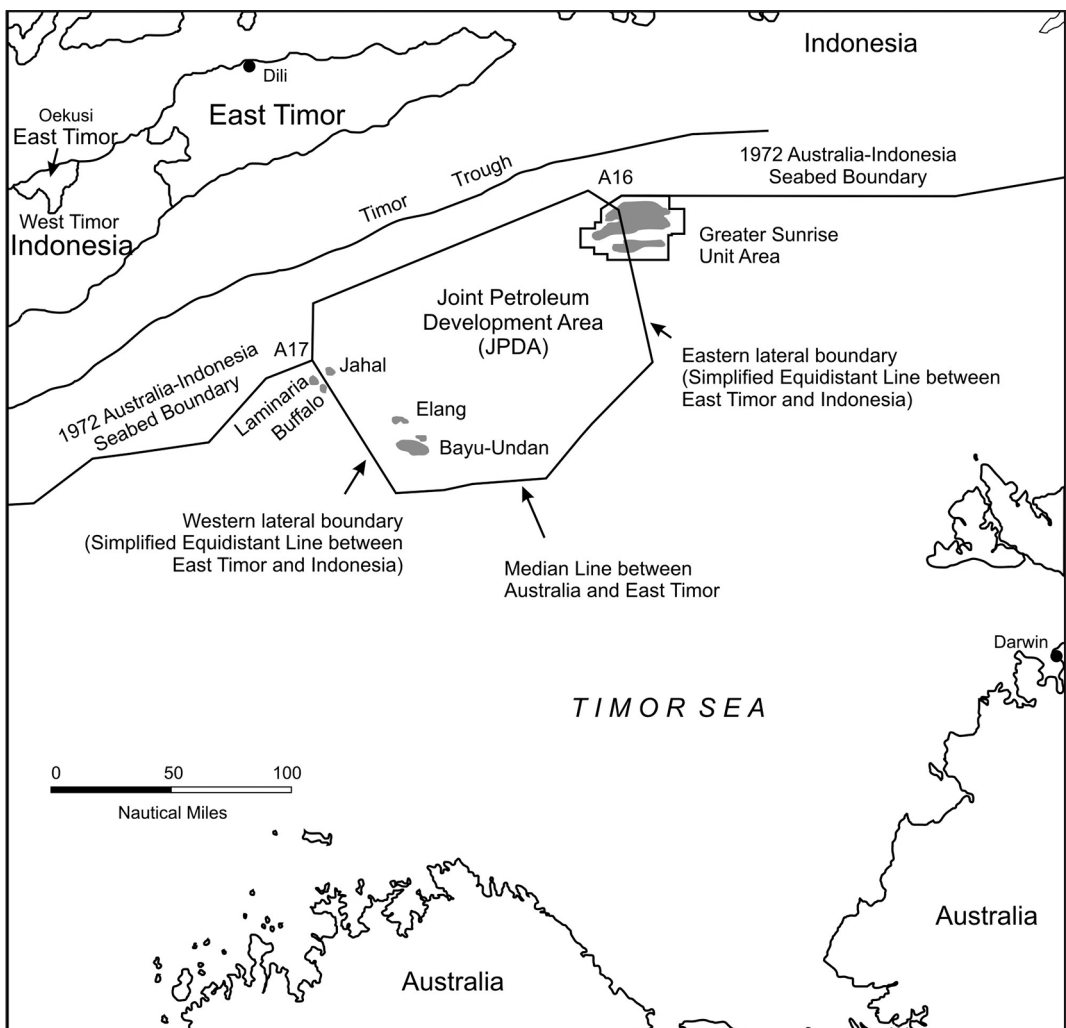 Indonesia
Dili
East Timor
Oekusi
East Timor
West Timor
Indonesia
Timor Trough
A16
1972 Australia-Indonesia
Seabed Boundary
Greater Sunrise
Unit Area
Joint Petroleum
Development Area
(JPDA)
A17
Jahal
1972 Australia-Indonesia
Seabed Boundary
Laminaria
Buffalo
Elang
Bayu-Undan
Eastern lateral boundary
(Simplified Equidistant Line between
East Timor and Indonesia)
Western lateral boundary
(Simplified Equidistant Line between
East Timor and Indonesia)
Median Line between
Australia and East Timor
Darwin
TIMOR SEA
0 50 100
Nautical Miles
Australia
Australia